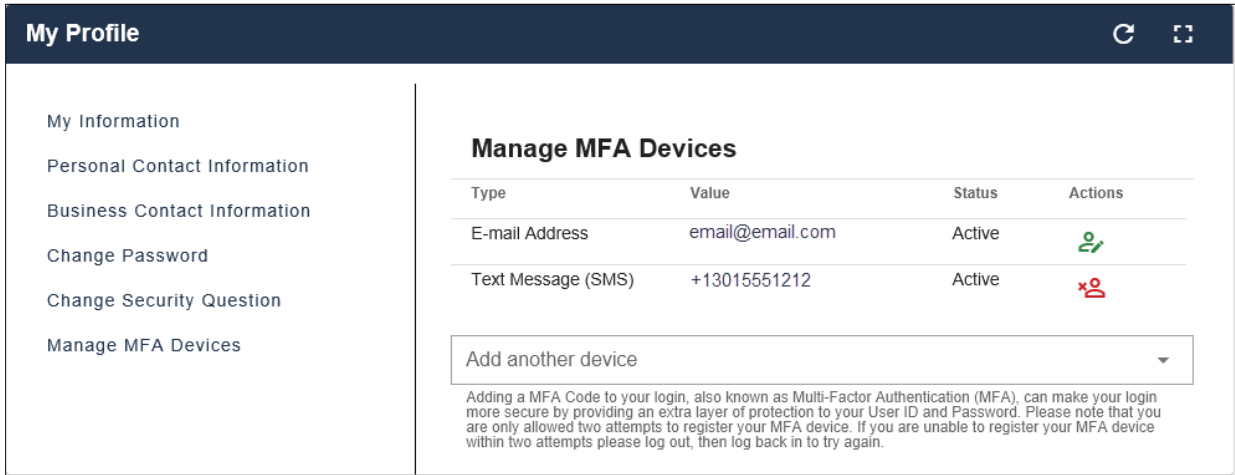 My Profile
My Information
Personal Contact Information
Business Contact Information
Change Password
Change Security Question
Manage MFA Devices
Manage MFA Devices
Type Value Status Actions
E-mail Address email@email.com Active
Text Message (SMS) +13015551212 Active
Add another device
Adding a MFA Code to your login, also known as Multi-Factor Authentication (MFA), can make your login
more secure by providing an extra layer of protection to your User ID and Password. Please note that you
are only allowed two attempts to register your MFA device. If you are unable to register your MFA device
within two attempts please log out, then log back in to try again.